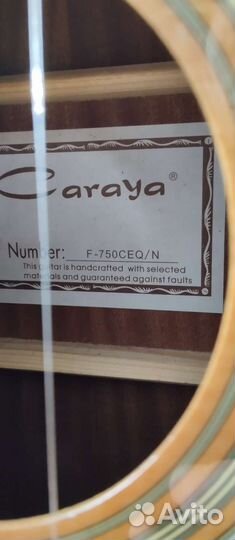 Caraya®
Number: F-750CEQ/N
This guitar is handcrafted with selected
materials and guaranteed against faults
Avito